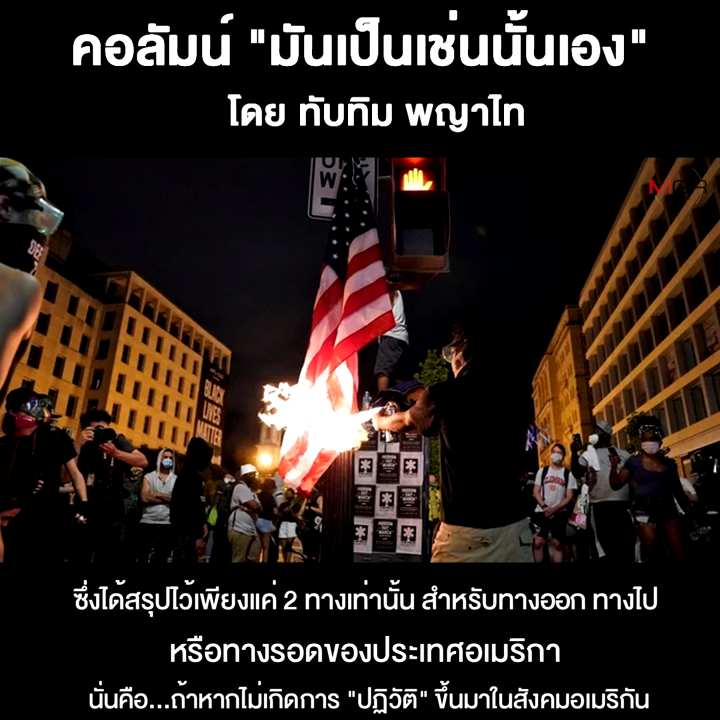 คอลัมน์ "มันเป็นเช่นนั้นเอง"
โดย ทับทิม พญาไท
BLACK
LIVES
MATTER
ซึ่งได้สรุปไว้เพียงแค่ 2 ทางเท่านั้น สำหรับทางออก ทางไป
หรือทางรอดของประเทศอเมริกา
นั่นคือ...ถ้าหากไม่เกิดการ "ปฏิวัติ" ขึ้นมาในสังคมอเมริกัน